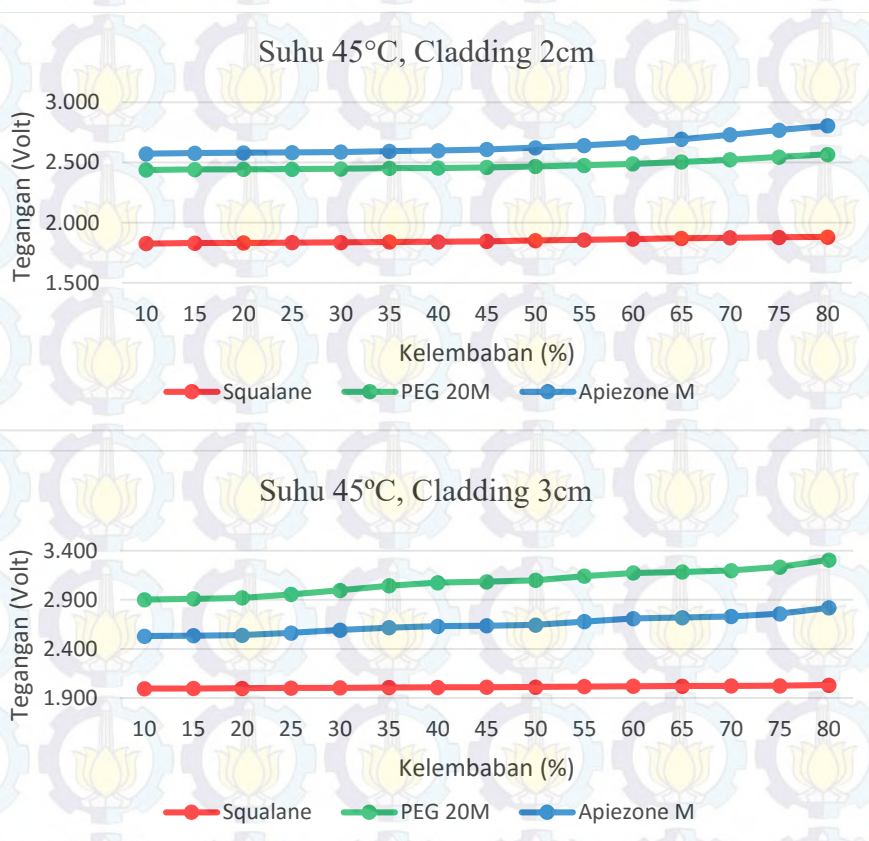 Suhu 45°C, Cladding 2cm
Tegangan (Volt)
3.000
2.500
2.000
1.500
10 15 20 25 30 35 40 45 50 55 60 65 70 75 80
Kelembaban (%)
Squalane PEG 20M Apiezone M
Suhu 45ºC, Cladding 3cm
Tegangan (Volt)
3.400
2.900
2.400
1.900
10 15 20 25 30 35 40 45 50 55 60 65 70 75 80
Kelembaban (%)
Squalane PEG 20M Apiezone M